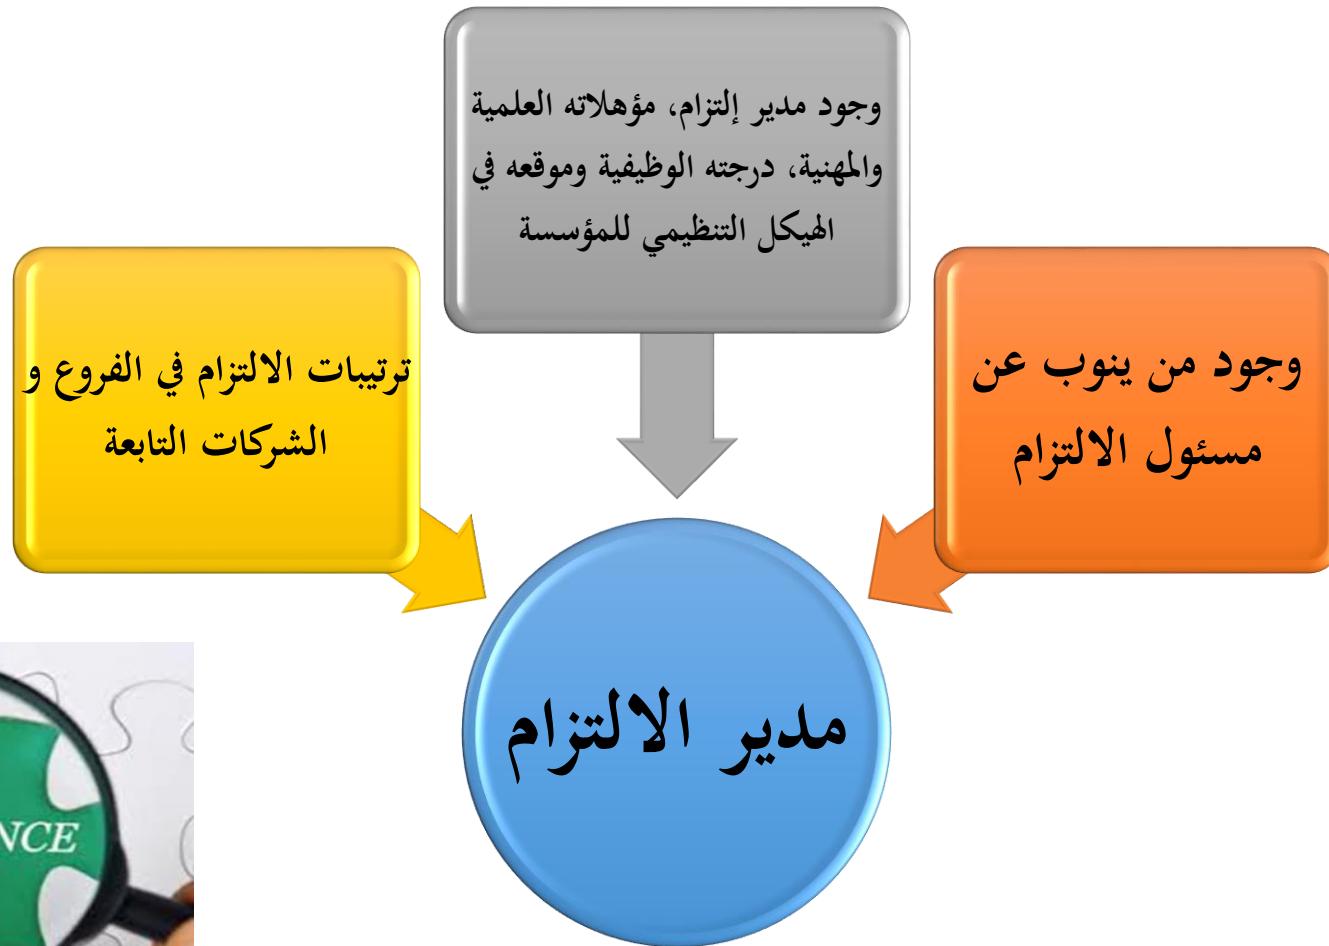 وجود مدير إلتزام، مؤهلاته العلمية
والمهنية، درجته الوظيفية وموقعه في
الهيكل التنظيمي للمؤسسة
وجود من ينوب عن
مسئول الالتزام
ترتيبات الالتزام في الفروع و
الشركات التابعة
مدير الالتزام
NCE